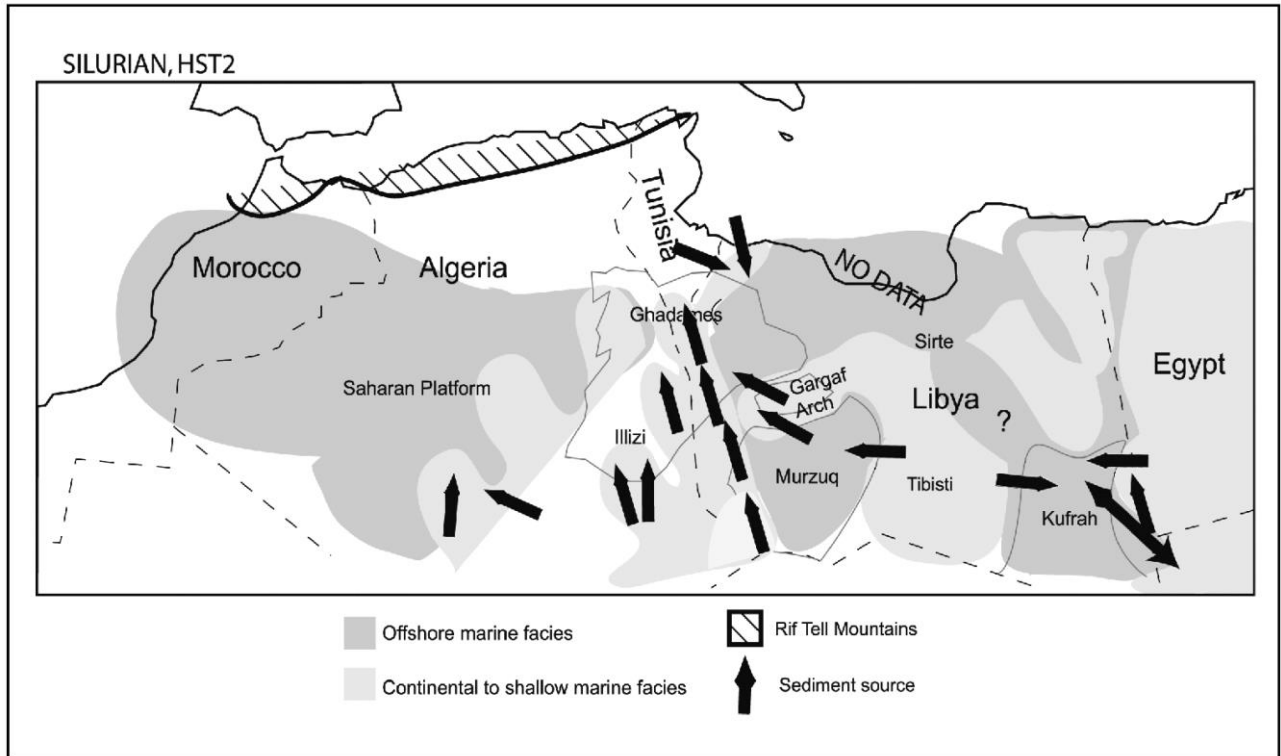 SILURIAN, HST2
Tunisia
Morocco
Algeria
NO DATA
Ghadames
Sirte
Egypt
Saharan Platform
Gargaf
Arch
Libya
?
Illizi
Murzuq
Tibisti
Kufrah
Offshore marine facies
Rif Tell Mountains
Continental to shallow marine facies
Sediment source